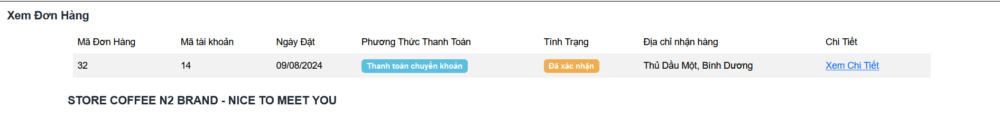 Xem Đơn Hàng
Mã Đơn Hàng Mã tài khoản Ngày Đặt Phương Thức Thanh Toán Tình Trạng Địa chỉ nhận hàng Chi Tiết
32 14 09/08/2024 Thanh toán chuyển khoản Đã xác nhận Thủ Dầu Một, Bình Dương Xem Chi Tiết
STORE COFFEE N2 BRAND - NICE TO MEET YOU